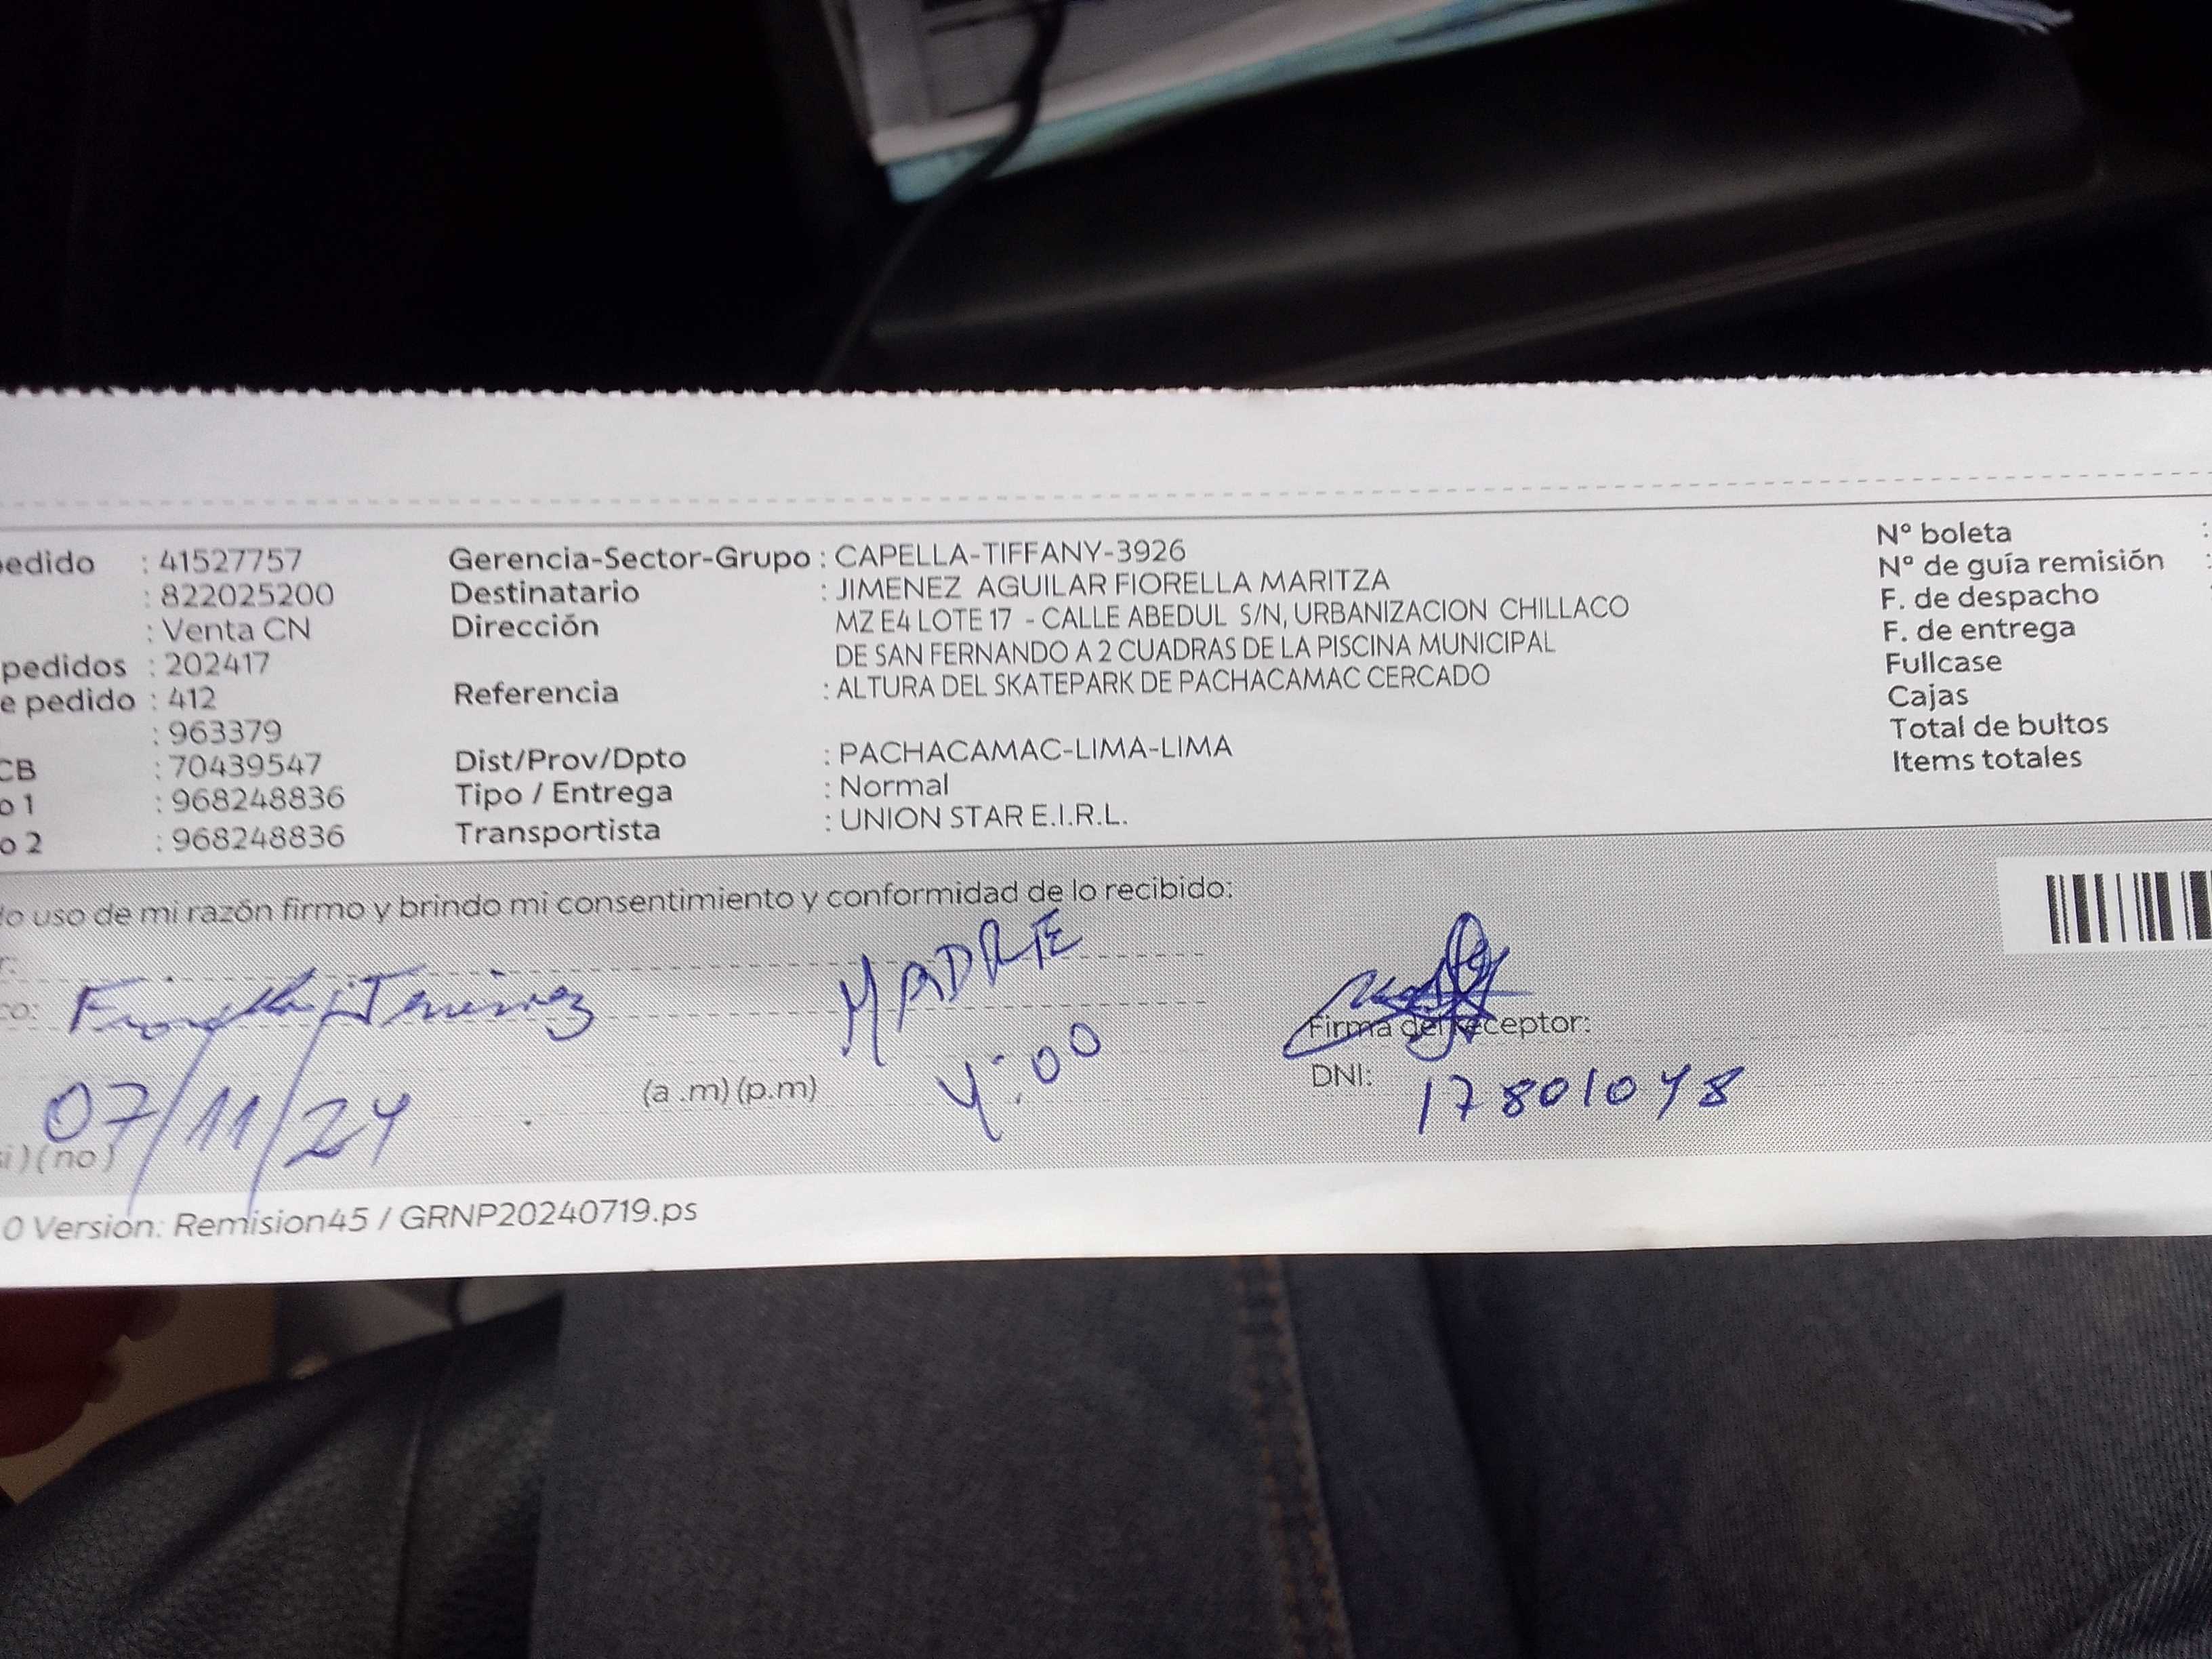 edido : 41527757 Gerencia-Sector-Grupo : CAPELLA-TIFFANY-3926 N° boleta :
: 822025200 Destinatario : JIMENEZ AGUILAR FIORELLA MARITZA N° de guía remisión :
: Venta CN Dirección MZ E4 LOTE 17 - CALLE ABEDUL S/N, URBANIZACION CHILLACO F. de despacho
DE SAN FERNANDO A 2 CUADRAS DE LA PISCINA MUNICIPAL F. de entrega
pedidos : 202417 Referencia : ALTURA DEL SKATEPARK DE PACHACAMAC CERCADO Fullcase
e pedido : 412 Cajas
: 963379 Total de bultos
CB : 70439547 Dist/Prov/Dpto : PACHACAMAC-LIMA-LIMA Items totales
o 1 : 968248836 Tipo / Entrega : Normal
o 2 : 968248836 Transportista : UNION STAR E.I.R.L.
lo uso de mi razón firmo y brindo mi consentimiento y conformidad de lo recibido:
r: MADRE
co: Fiorella Jimenez Firma del receptor:
07/11/24 (a .m) (p.m) 4:00 DNI: 17801048
si) (no)
0 Version: Remision45 / GRNP20240719.ps